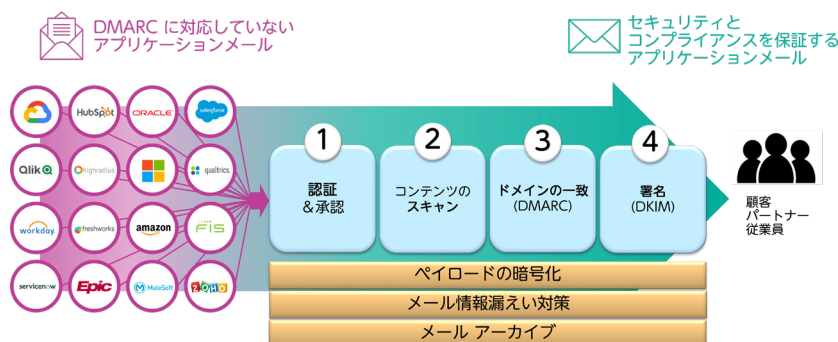 DMARC に対応していない
アプリケーションメール
セキュリティと
コンプライアンスを保証する
アプリケーションメール
HubSpot
ORACLE
salesforce
Qlik
highradius
qualtrics
workday
freshworks
amazon
FIS
servicenow
Epic
MuleSoft
ZOHO
1
認証
&承認
2
コンテンツの
スキャン
3
ドメインの一致
(DMARC)
4
署名
(DKIM)
顧客
パートナー
従業員
ペイロードの暗号化
メール情報漏えい対策
メール アーカイブ